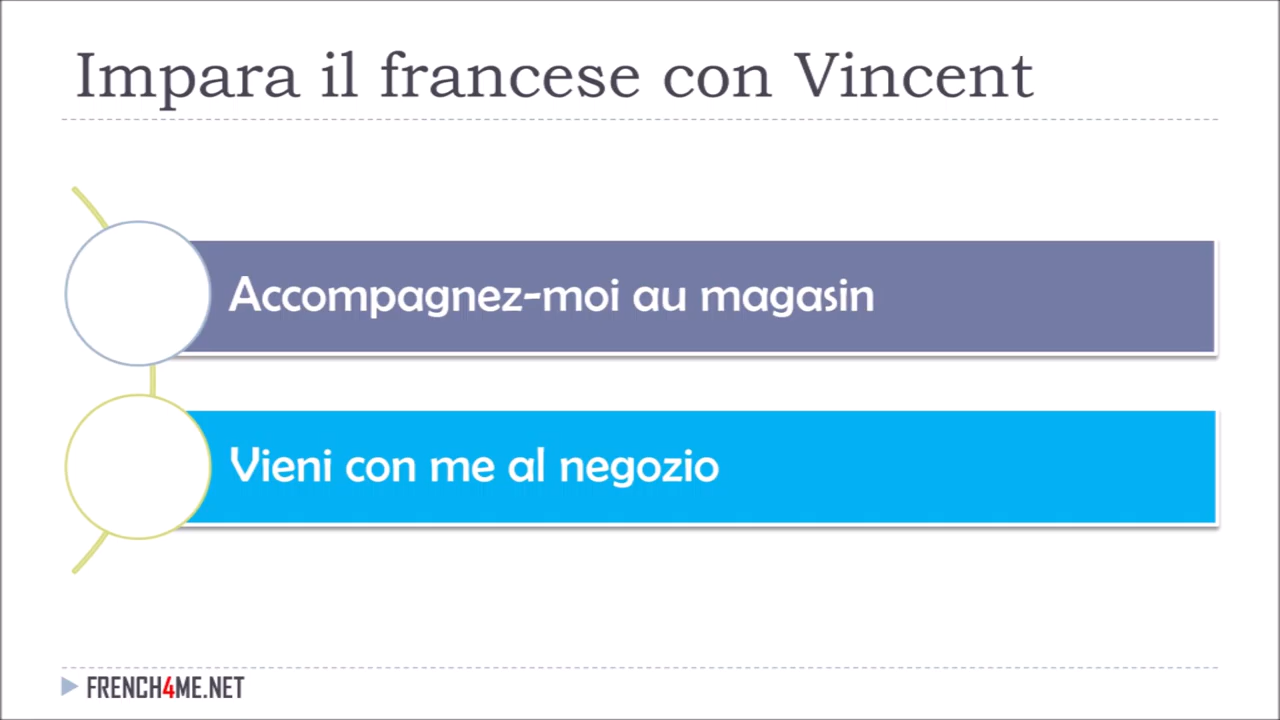 Impara il francese con Vincent
Accompagnez-moi au magasin
Vieni con me al negozio
FRENCH4ME.NET